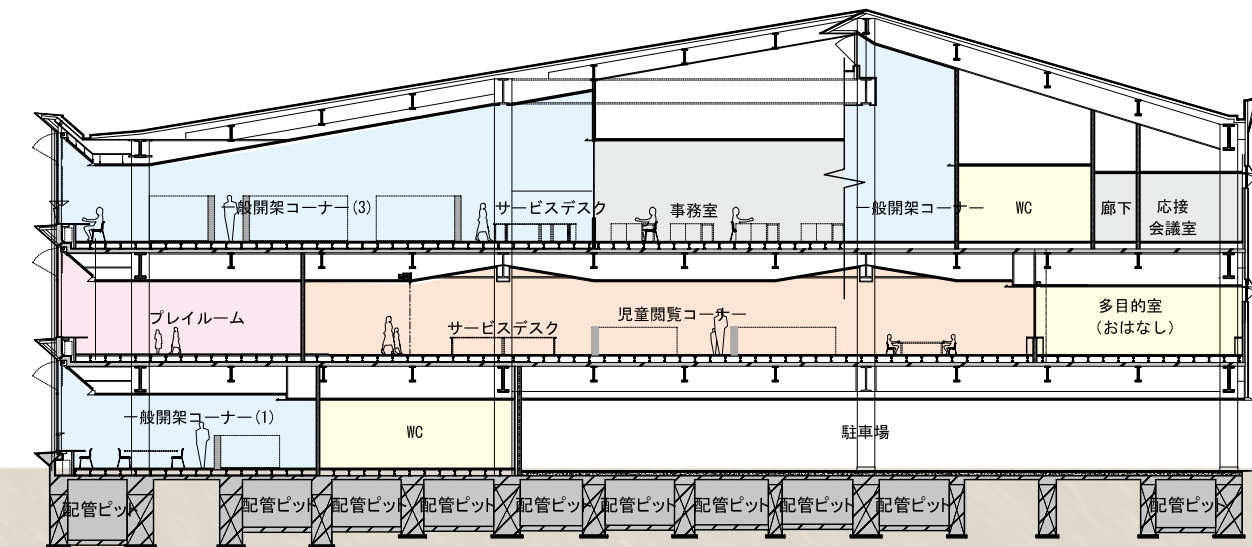 一般開架コーナー(3)
サービスデスク
事務室
一般開架コーナー
WC
廊下
応接
会議室
プレイルーム
サービスデスク
児童閲覧コーナー
多目的室
（おはなし）
一般開架コーナー(1)
WC
駐車場
配管ピット
配管ピット
配管ピット
配管ピット
配管ピット
配管ピット
配管ピット
配管ピット
配管ピット
配管ピット